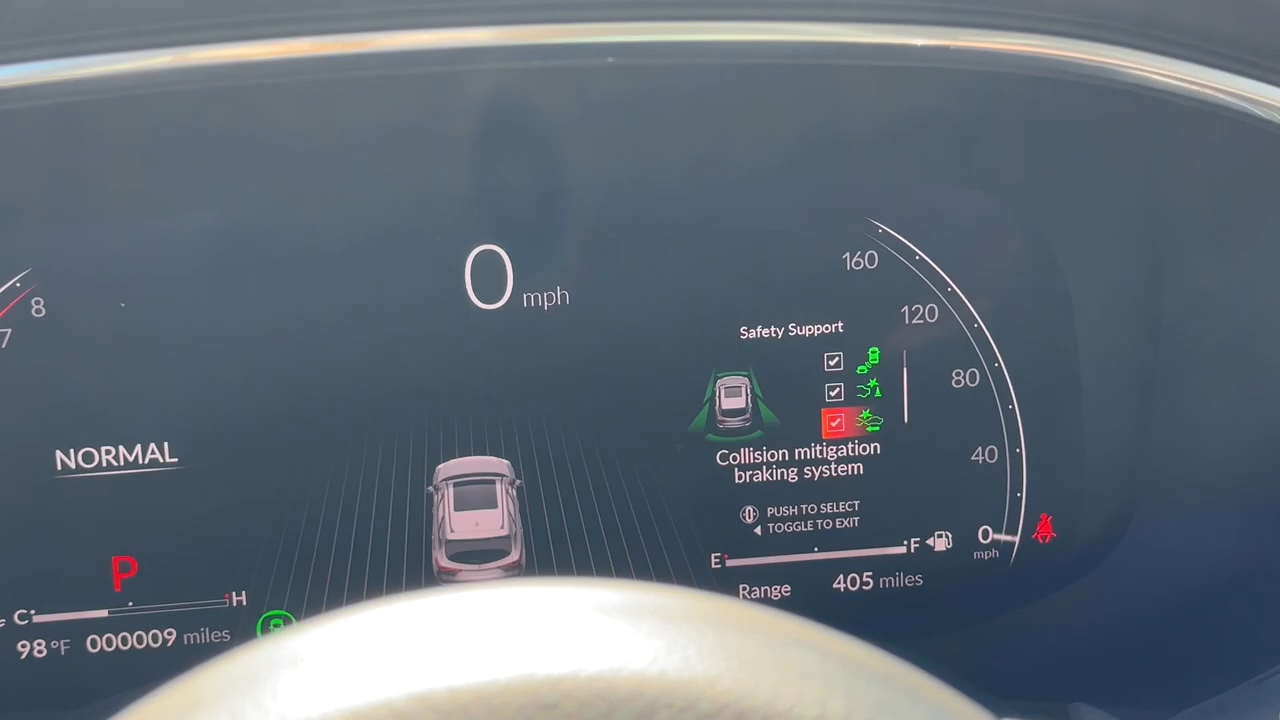 8
7
0 mph
160
120
80
40
0
mph
Safety Support
Collision mitigation
braking system
PUSH TO SELECT
TOGGLE TO EXIT
NORMAL
P
C H
98°F 000009 miles
E F
Range 405 miles